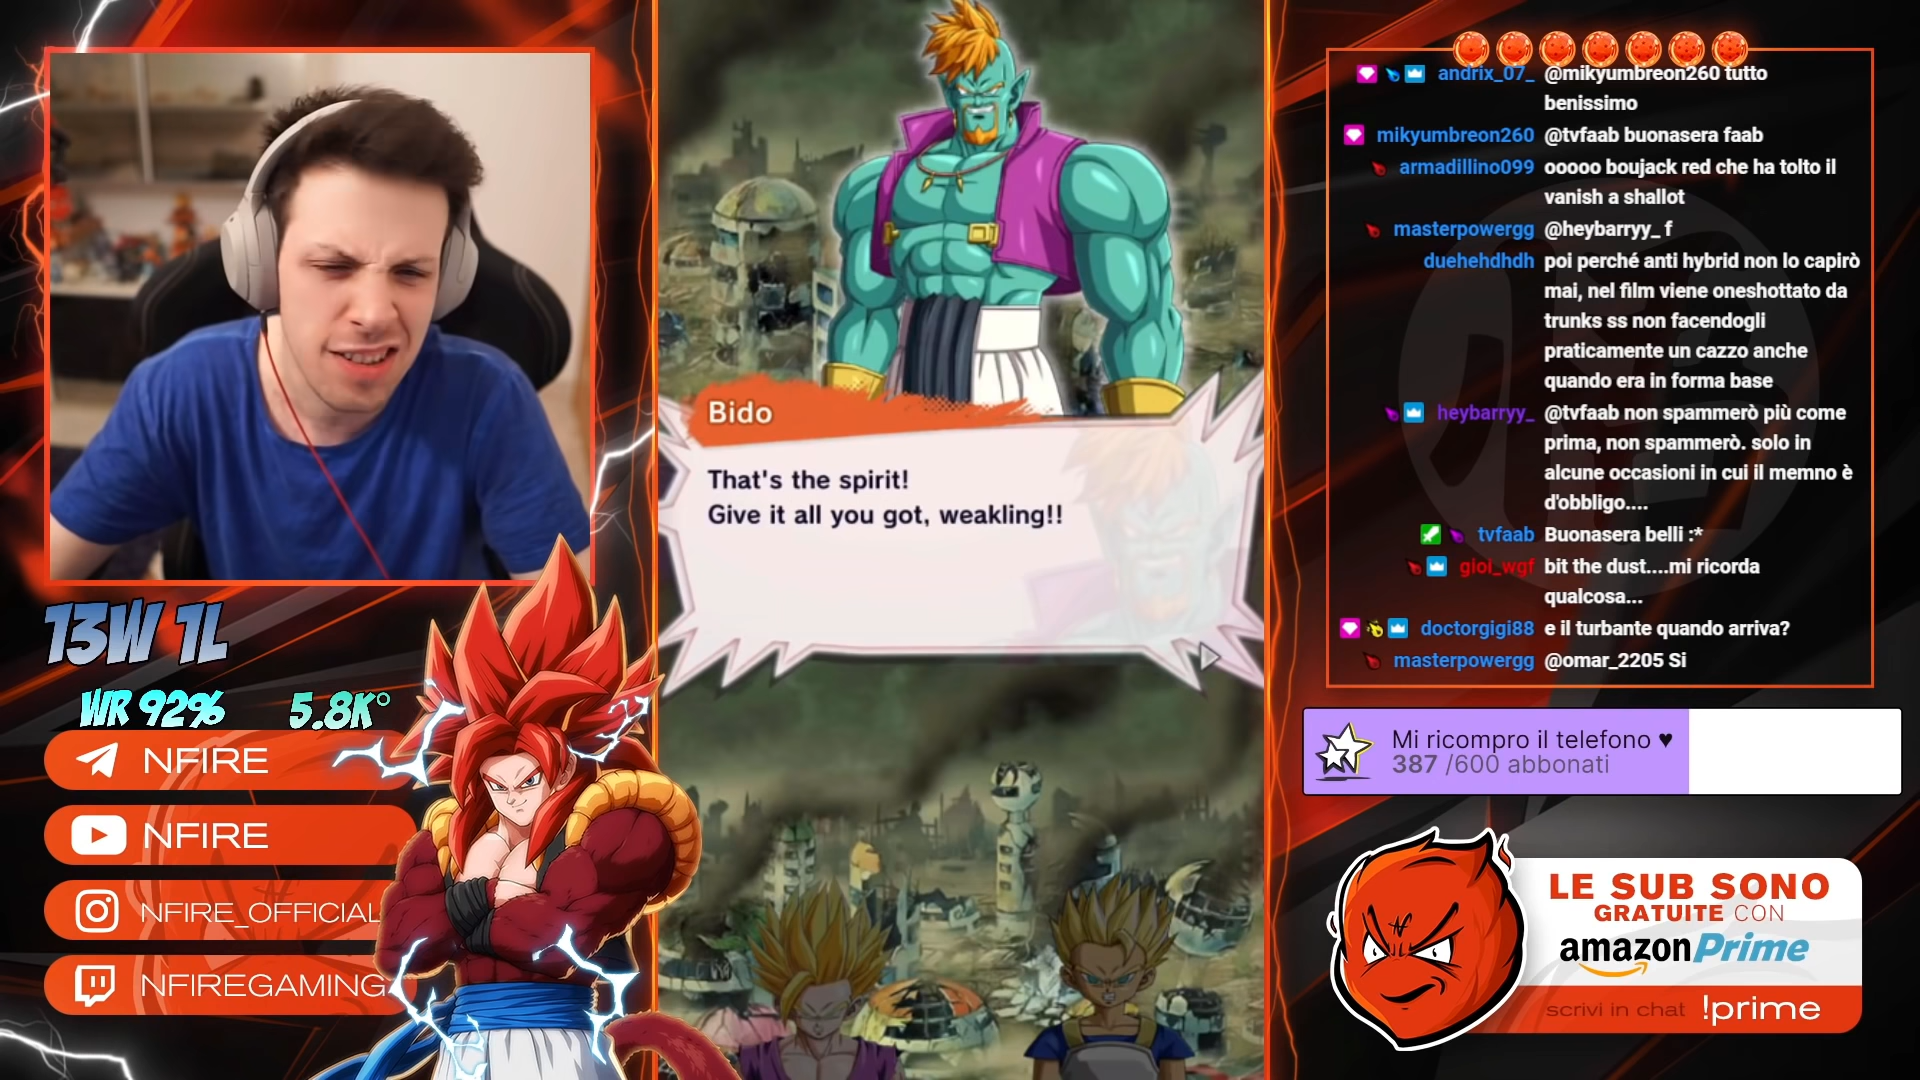 13W 1L
WR 92% 5.8K°
NFIRE
NFIRE
NFIRE_OFFICIAL
NFIREGAMING
Bido
That's the spirit!
Give it all you got, weakling!!
andrix_07_ @mikyumbreon260 tutto
benissimo
mikyumbreon260 @tvfaab buonasera faab
armadillino099 ooooo boujack red che ha tolto il
vanish a shallot
masterpowergg @heybarryy_ f
duehehdhdh poi perché anti hybrid non lo capirò
mai, nel film viene oneshottato da
trunks ss non facendogli
praticamente un cazzo anche
quando era in forma base
heybarryy_ @tvfaab non spammerò più come
prima, non spammerò. solo in
alcune occasioni in cui il memno è
d'obbligo....
tvfaab Buonasera belli :*
gioi_wgf bit the dust....mi ricorda
qualcosa...
doctorgigi88 e il turbante quando arriva?
masterpowergg @omar_2205 Si
Mi ricompro il telefono ♥
387 /600 abbonati
LE SUB SONO
GRATUITE CON
amazonPrime
scrivi in chat !prime